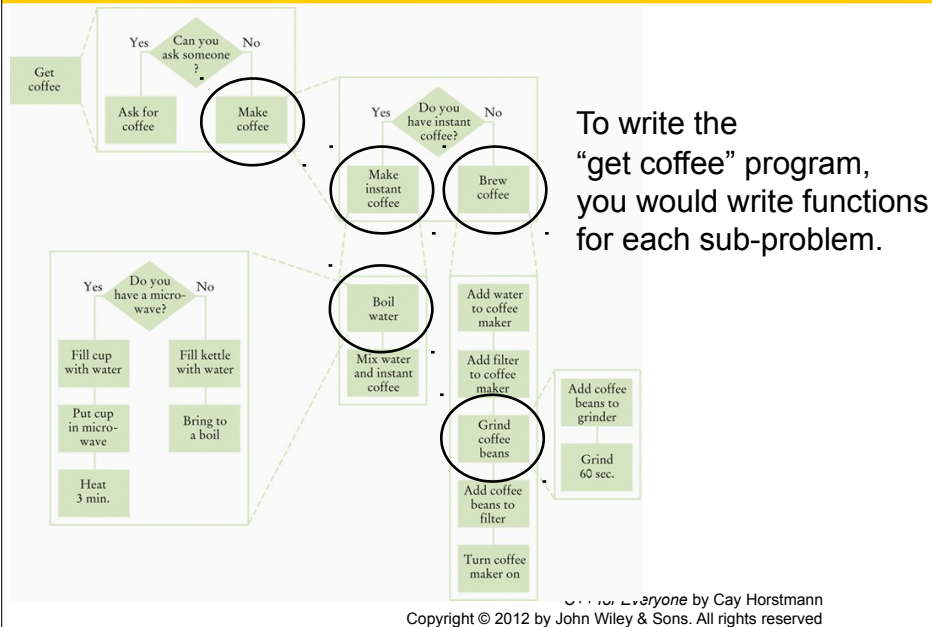 Get
coffee
Yes
Can you
ask someone
?
No
Ask for
coffee
Make
coffee
Yes
Do you
have instant
coffee?
No
Make
instant
coffee
Brew
coffee
To write the
“get coffee” program,
you would write functions
for each sub-problem.
Yes
Do you
have a micro-
wave?
No
Fill cup
with water
Put cup
in micro-
wave
Heat
3 min.
Fill kettle
with water
Bring to
a boil
Boil
water
Mix water
and instant
coffee
Add water
to coffee
maker
Add filter
to coffee
maker
Grind
coffee
beans
Add coffee
beans to
filter
Turn coffee
maker on
Add coffee
beans to
grinder
Grind
60 sec.
for Everyone by Cay Horstmann
Copyright © 2012 by John Wiley & Sons. All rights reserved